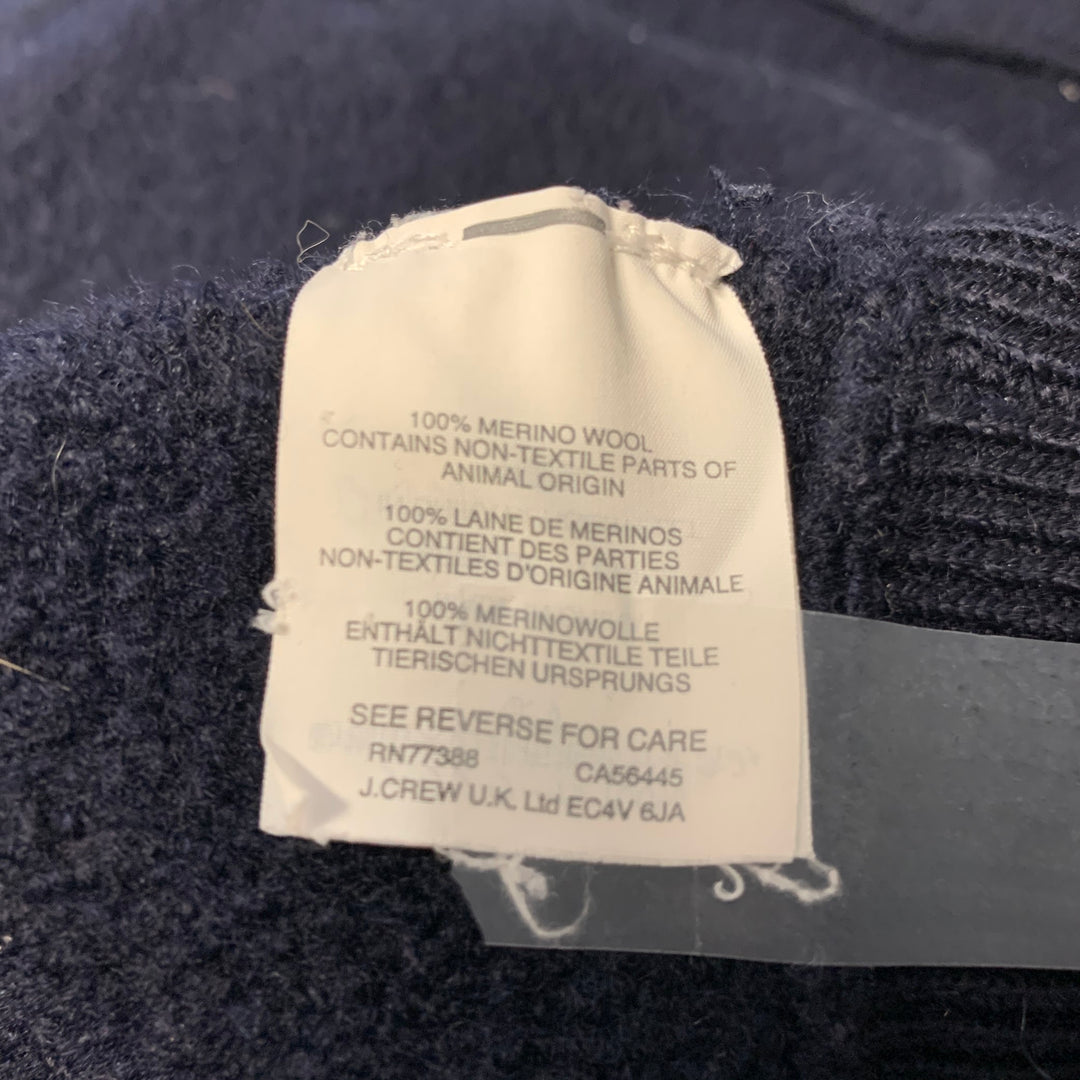 100% MERINO WOOL
CONTAINS NON-TEXTILE PARTS OF
ANIMAL ORIGIN
100% LAINE DE MERINOS
CONTIENT DES PARTIES
NON-TEXTILES D'ORIGINE ANIMALE
100% MERINOWOLLE
ENTHÄLT NICHTTEXTILE TEILE
TIERISCHEN URSPRUNGS
SEE REVERSE FOR CARE
RN77388 CA56445
J.CREW U.K. Ltd EC4V 6JA